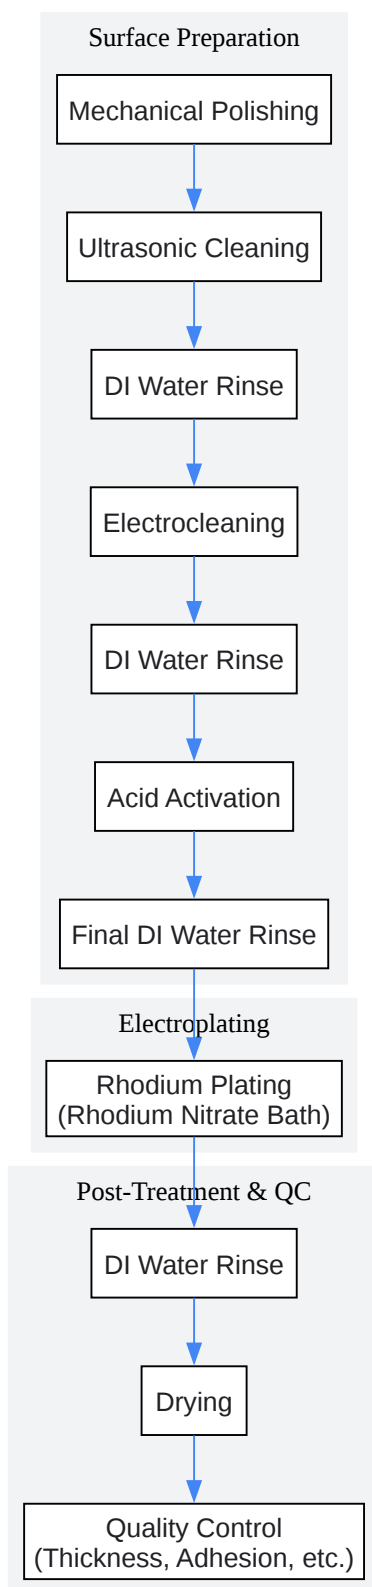 Surface Preparation
Mechanical Polishing
Ultrasonic Cleaning
DI Water Rinse
Electrocleaning
DI Water Rinse
Acid Activation
Final DI Water Rinse
Electroplating
Rhodium Plating
(Rhodium Nitrate Bath)
Post-Treatment & QC
DI Water Rinse
Drying
Quality Control
(Thickness, Adhesion, etc.)